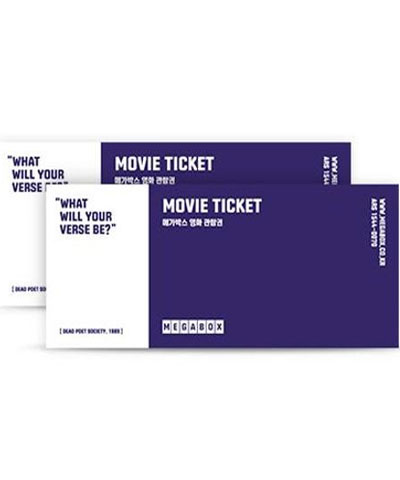 "WHAT
WILL YOUR
VERSE BE?"
[ DEAD POET SOCIETY, 1989 ]
MOVIE TICKET
메가박스 영화 관람권
WWW.MEGABOX.CO.KR
ARS 1544-0070
"WHAT
WILL YOUR
VERSE BE?"
[ DEAD POET SOCIETY, 1989 ]
MOVIE TICKET
메가박스 영화 관람권
MEGABOX
WWW.MEGABOX.CO.KR
ARS 1544-0070